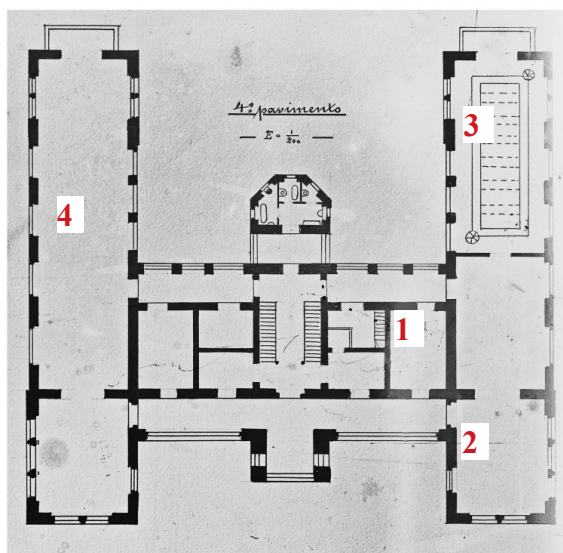 4º pavimento
— E = 1/200 —
3
4
1
2